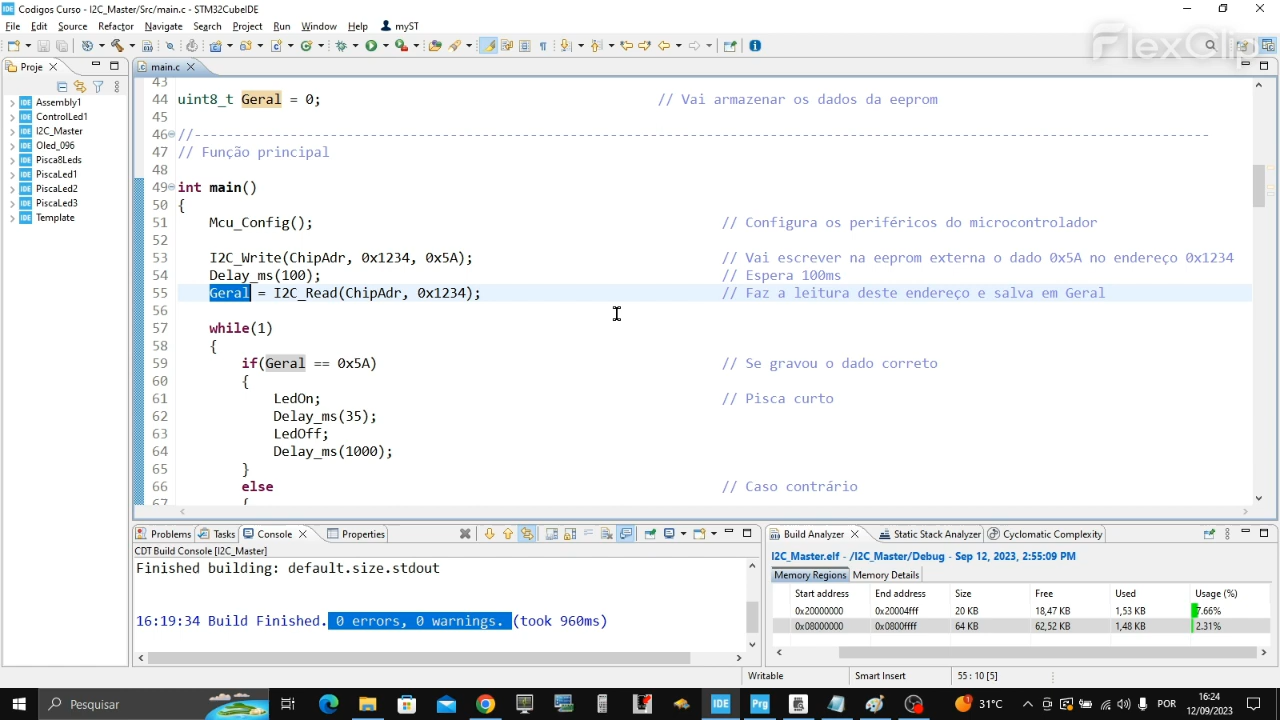 Codigos Curso - I2C_Master/Src/main.c - STM32CubeIDE
File Edit Source Refactor Navigate Search Project Run Window Help myST
FlexClip
Proje
main.c
Assembly1
ControlLed1
I2C_Master
Oled_096
Pisca8Leds
PiscaLed1
PiscaLed2
PiscaLed3
Template
43
44 uint8_t Geral = 0; // Vai armazenar os dados da eeprom
45
46 //------------------------------------------------------------------------------------------------------------------------------
47 // Função principal
48
49 int main()
50 {
51 Mcu_Config(); // Configura os periféricos do microcontrolador
52
53 I2C_Write(ChipAdr, 0x1234, 0x5A); // Vai escrever na eeprom externa o dado 0x5A no endereço 0x1234
54 Delay_ms(100); // Espera 100ms
55 Geral = I2C_Read(ChipAdr, 0x1234); // Faz a leitura deste endereço e salva em Geral
56
57 while(1)
58 {
59 if(Geral == 0x5A) // Se gravou o dado correto
60 {
61 LedOn; // Pisca curto
62 Delay_ms(35);
63 LedOff;
64 Delay_ms(1000);
65 }
66 else // Caso contrário
67 {
Problems Tasks Console Properties
CDT Build Console [I2C_Master]
Finished building: default.size.stdout
16:19:34 Build Finished. 0 errors, 0 warnings. (took 960ms)
Build Analyzer Static Stack Analyzer Cyclomatic Complexity
I2C_Master.elf - /I2C_Master/Debug - Sep 12, 2023, 2:55:09 PM
Memory Regions Memory Details
Start address End address Size Free Used Usage (%)
0x20000000 0x20004fff 20 KB 18,47 KB 1,53 KB 7.66%
0x08000000 0x0800ffff 64 KB 62,52 KB 1,48 KB 2.31%
Writable Smart Insert 55 : 10 [5]
Pesquisar
IDE Prg
31°C
POR
16:24
12/09/2023